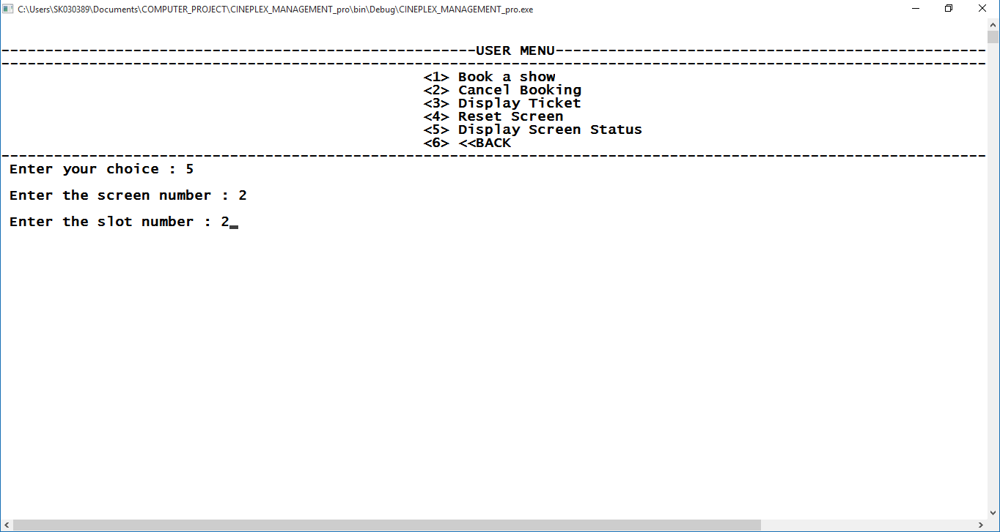 C:\Users\SK030389\Documents\COMPUTER_PROJECT\CINEPLEX_MANAGEMENT_pro\bin\Debug\CINEPLEX_MANAGEMENT_pro.exe
------------------------------------------------------USER MENU-------------------------------------------------
----------------------------------------------------------------------------------------------------------------
<1> Book a show
<2> Cancel Booking
<3> Display Ticket
<4> Reset Screen
<5> Display Screen Status
<6> <<BACK
----------------------------------------------------------------------------------------------------------------
Enter your choice : 5
Enter the screen number : 2
Enter the slot number : 2_